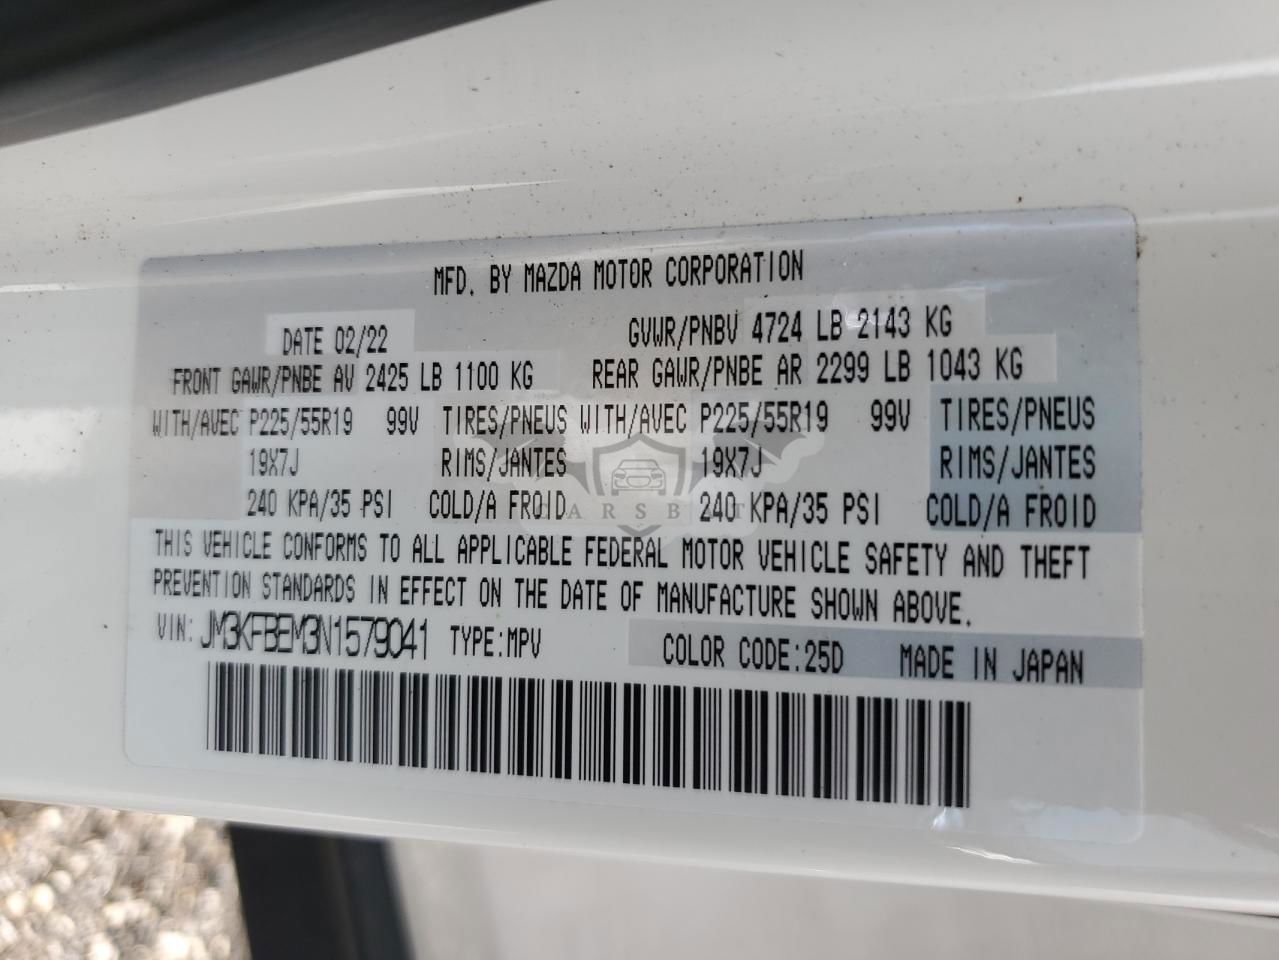 MFD. BY MAZDA MOTOR CORPORATION
DATE 02/22 GVWR/PNBV 4724 LB 2143 KG
FRONT GAWR/PNBE AV 2425 LB 1100 KG REAR GAWR/PNBE AR 2299 LB 1043 KG
WITH/AVEC P225/55R19 99V TIRES/PNEUS WITH/AVEC P225/55R19 99V TIRES/PNEUS
19X7J RIMS/JANTES 19X7J RIMS/JANTES
240 KPA/35 PSI COLD/A FROID 240 KPA/35 PSI COLD/A FROID
THIS VEHICLE CONFORMS TO ALL APPLICABLE FEDERAL MOTOR VEHICLE SAFETY AND THEFT
PREVENTION STANDARDS IN EFFECT ON THE DATE OF MANUFACTURE SHOWN ABOVE.
VIN: JM3KFBEM3N1579041 TYPE:MPV COLOR CODE:25D MADE IN JAPAN